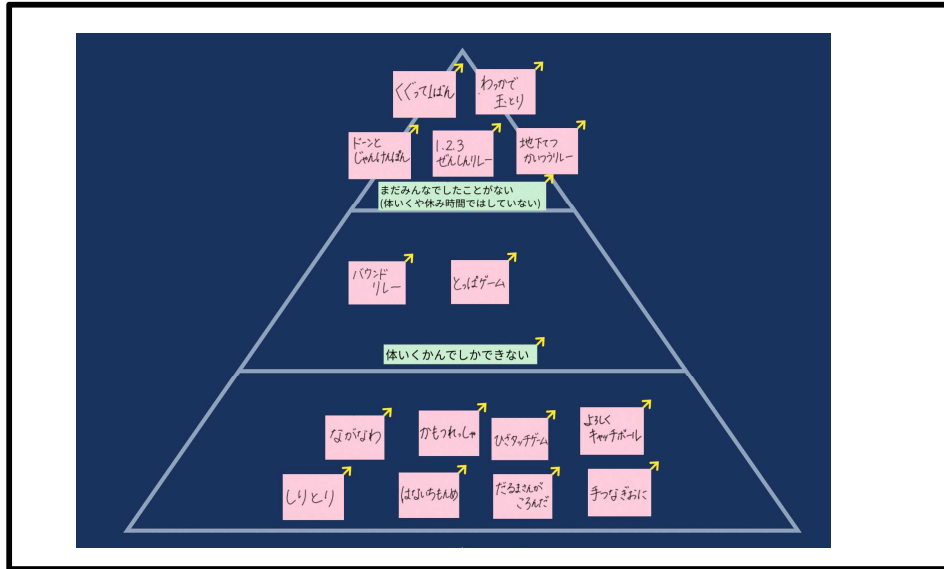 くぐって1ばん
わっかで
玉とり
ドーンと
じゃんけんぽん
1.2.3
ぜんしんリレー
地下てつ
かいつうリレー
まだみんなでしたことがない
(体いくや休み時間ではしていない)
バウンド
リレー
とっぱゲーム
体いくかんでしかできない
ながなわ
かもつれっしゃ
ひざタッチゲーム
よろしく
キャッチボール
しりとり
はないちもんめ
だるまさんが
ころんだ
手つなぎおに